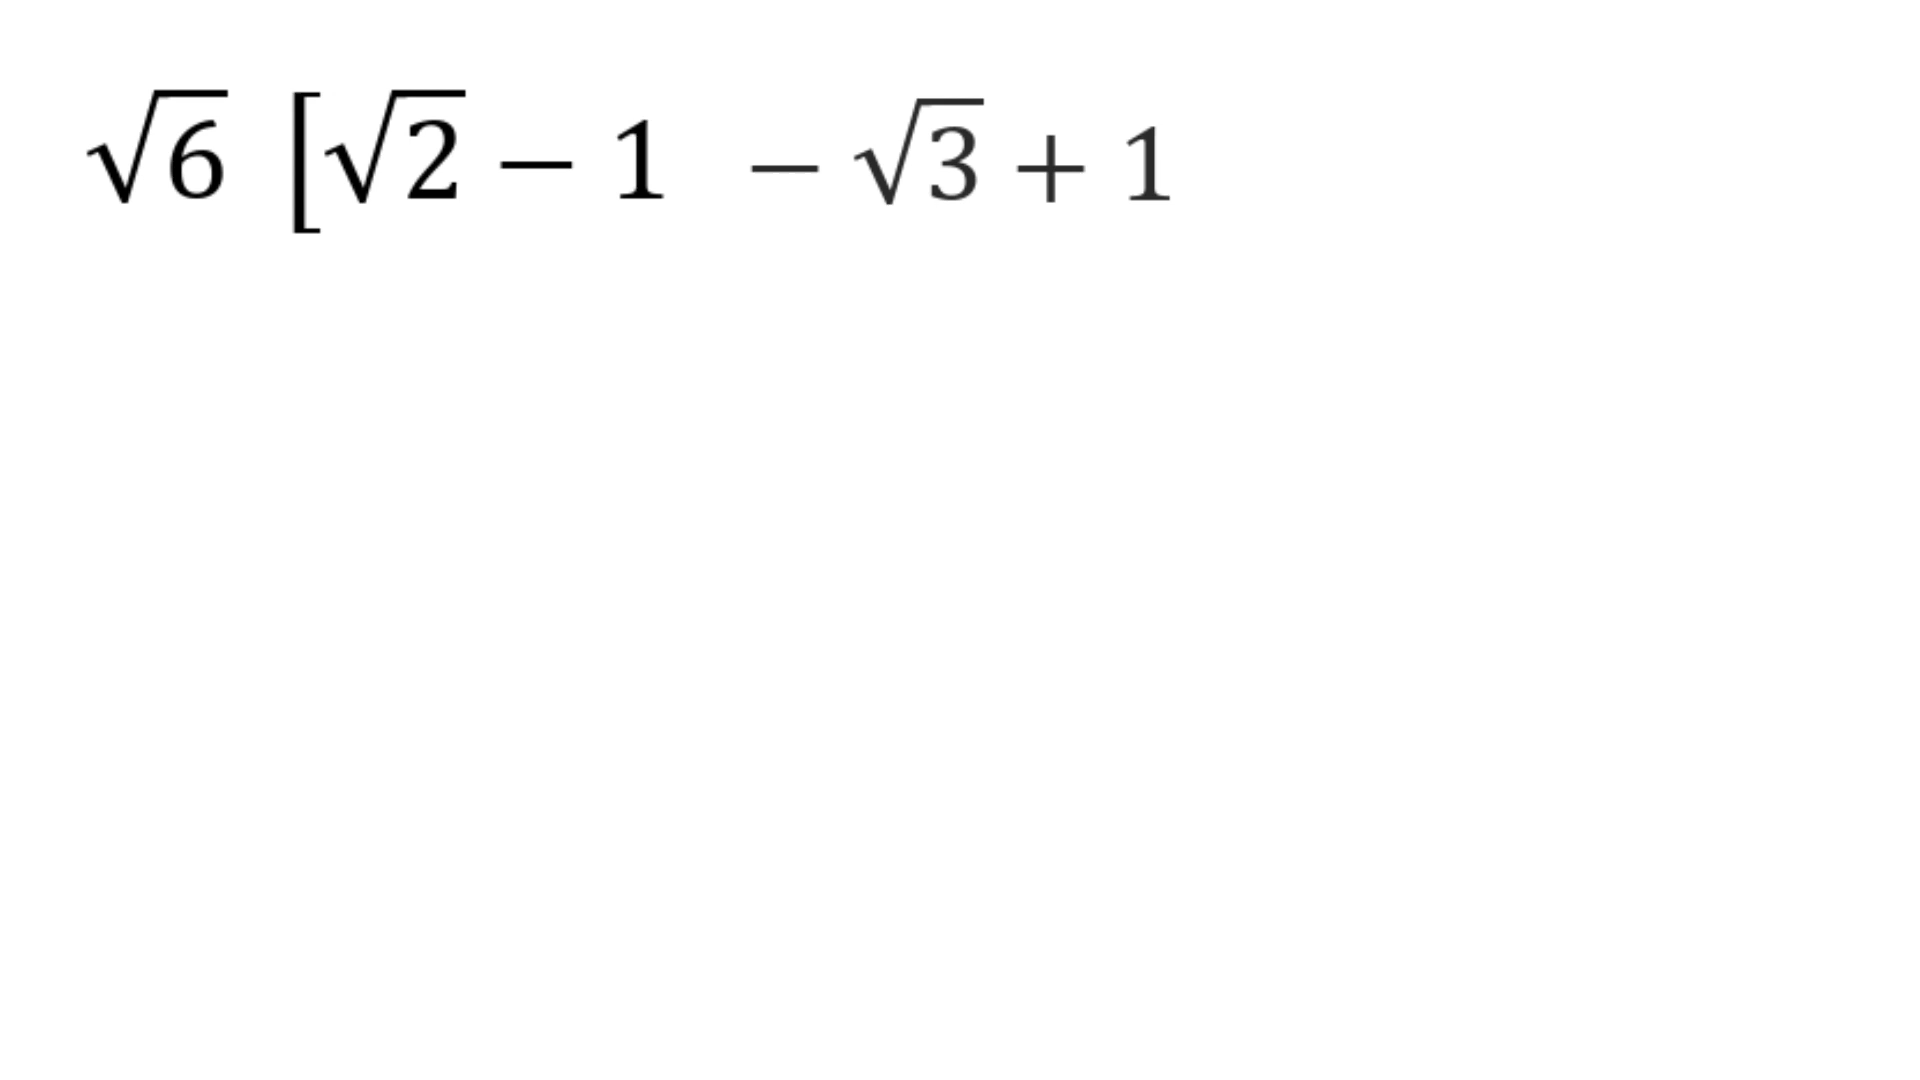 √6 [√2 − 1 − √3 + 1